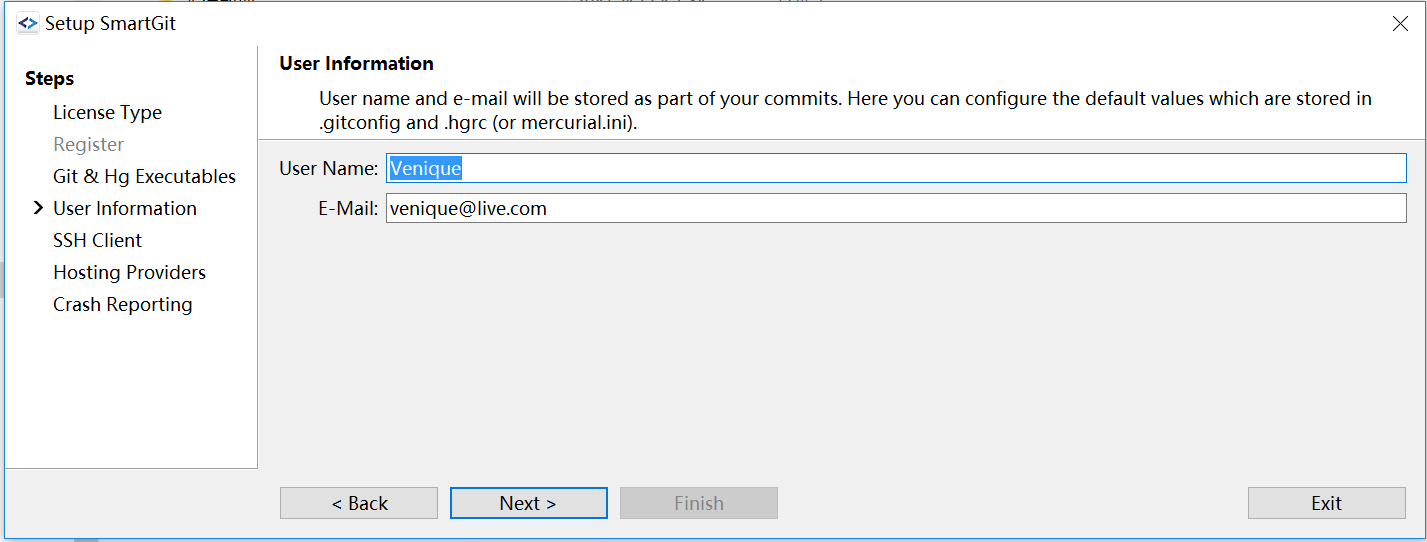 Setup SmartGit
Steps
License Type
Register
Git & Hg Executables
User Information
SSH Client
Hosting Providers
Crash Reporting
User Information
User name and e-mail will be stored as part of your commits. Here you can configure the default values which are stored in
.gitconfig and .hgrc (or mercurial.ini).
User Name: Venique
E-Mail: venique@live.com
< Back Next > Finish Exit